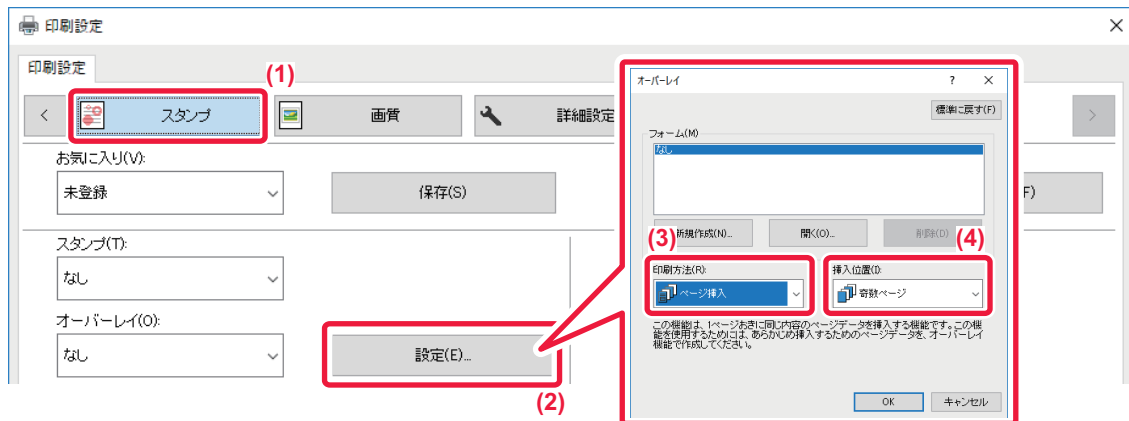 印刷設定
印刷設定
(1)
スタンプ
画質
詳細設定
お気に入り(V):
未登録
保存(S)
F)
スタンプ(T):
なし
オーバーレイ(O):
なし
設定(E)...
(2)
オーバーレイ
?
標準に戻す(F)
フォーム(M)
なし
新規作成(N)...
開く(O)...
削除(D)
(3)
(4)
印刷方法(R):
挿入位置(I):
ページ挿入
奇数ページ
この機能は、1ページおきに同じ内容のページデータを挿入する機能です。この機
能を使用するためには、あらかじめ挿入するためのページデータを、オーバーレイ
機能で作成してください。
OK
キャンセル